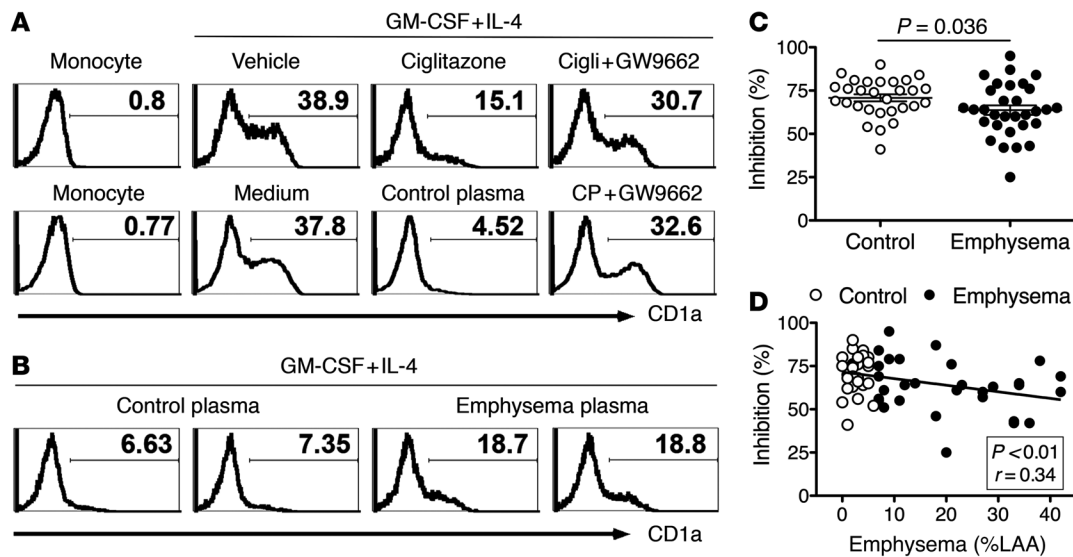 A
GM-CSF+IL-4
Monocyte Vehicle Ciglitazone Cigli+GW9662
0.8 38.9 15.1 30.7
Monocyte Medium Control plasma CP+GW9662
0.77 37.8 4.52 32.6
CD1a
B
GM-CSF+IL-4
Control plasma Emphysema plasma
6.63 7.35 18.7 18.8
CD1a
C
P = 0.036
Inhibition (%)
100
75
50
25
0
Control Emphysema
D
Control Emphysema
Inhibition (%)
100
75
50
25
0
P <0.01
r = 0.34
0 10 20 30 40
Emphysema (%LAA)